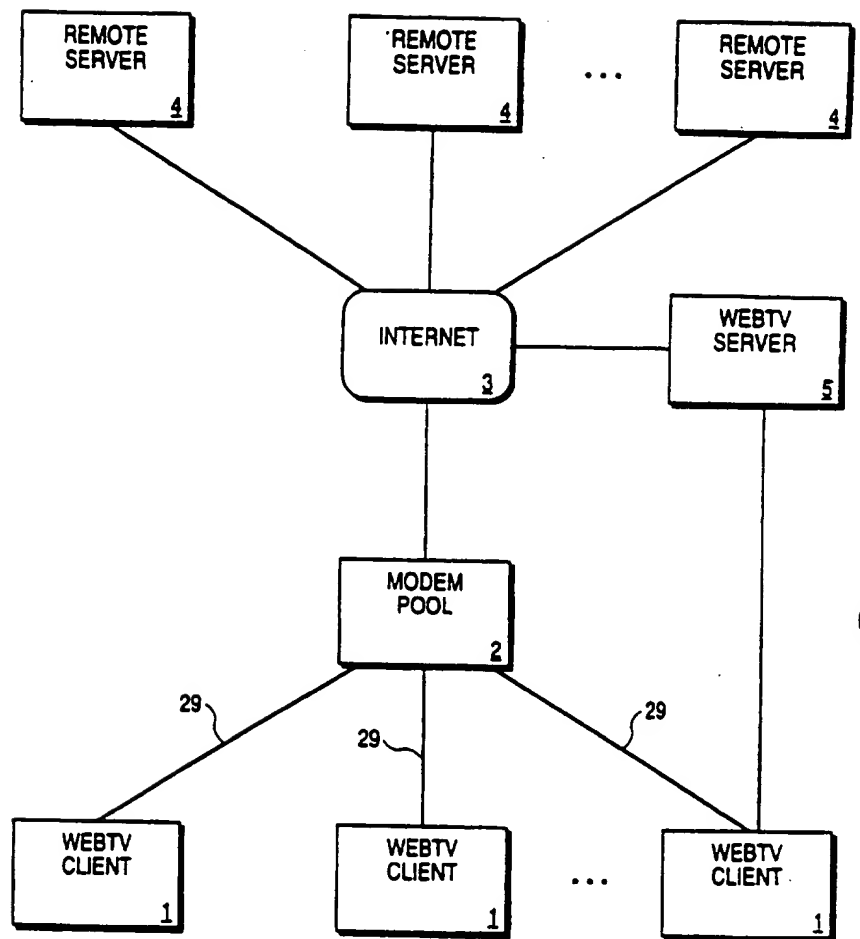 REMOTE
SERVER
4
REMOTE
SERVER
4
...
REMOTE
SERVER
4
INTERNET
3
WEBTV
SERVER
5
MODEM
POOL
2
29
29
29
WEBTV
CLIENT
1
WEBTV
CLIENT
1
...
WEBTV
CLIENT
1